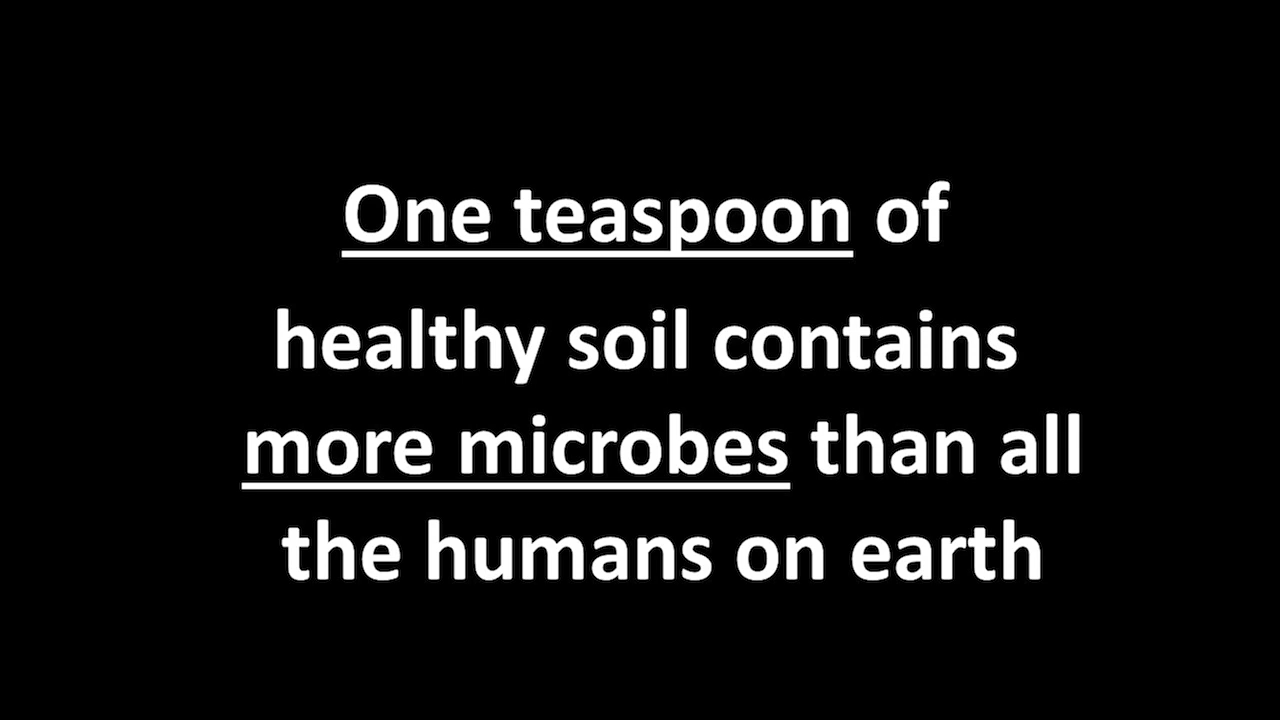 One teaspoon of
healthy soil contains
more microbes than all
the humans on earth